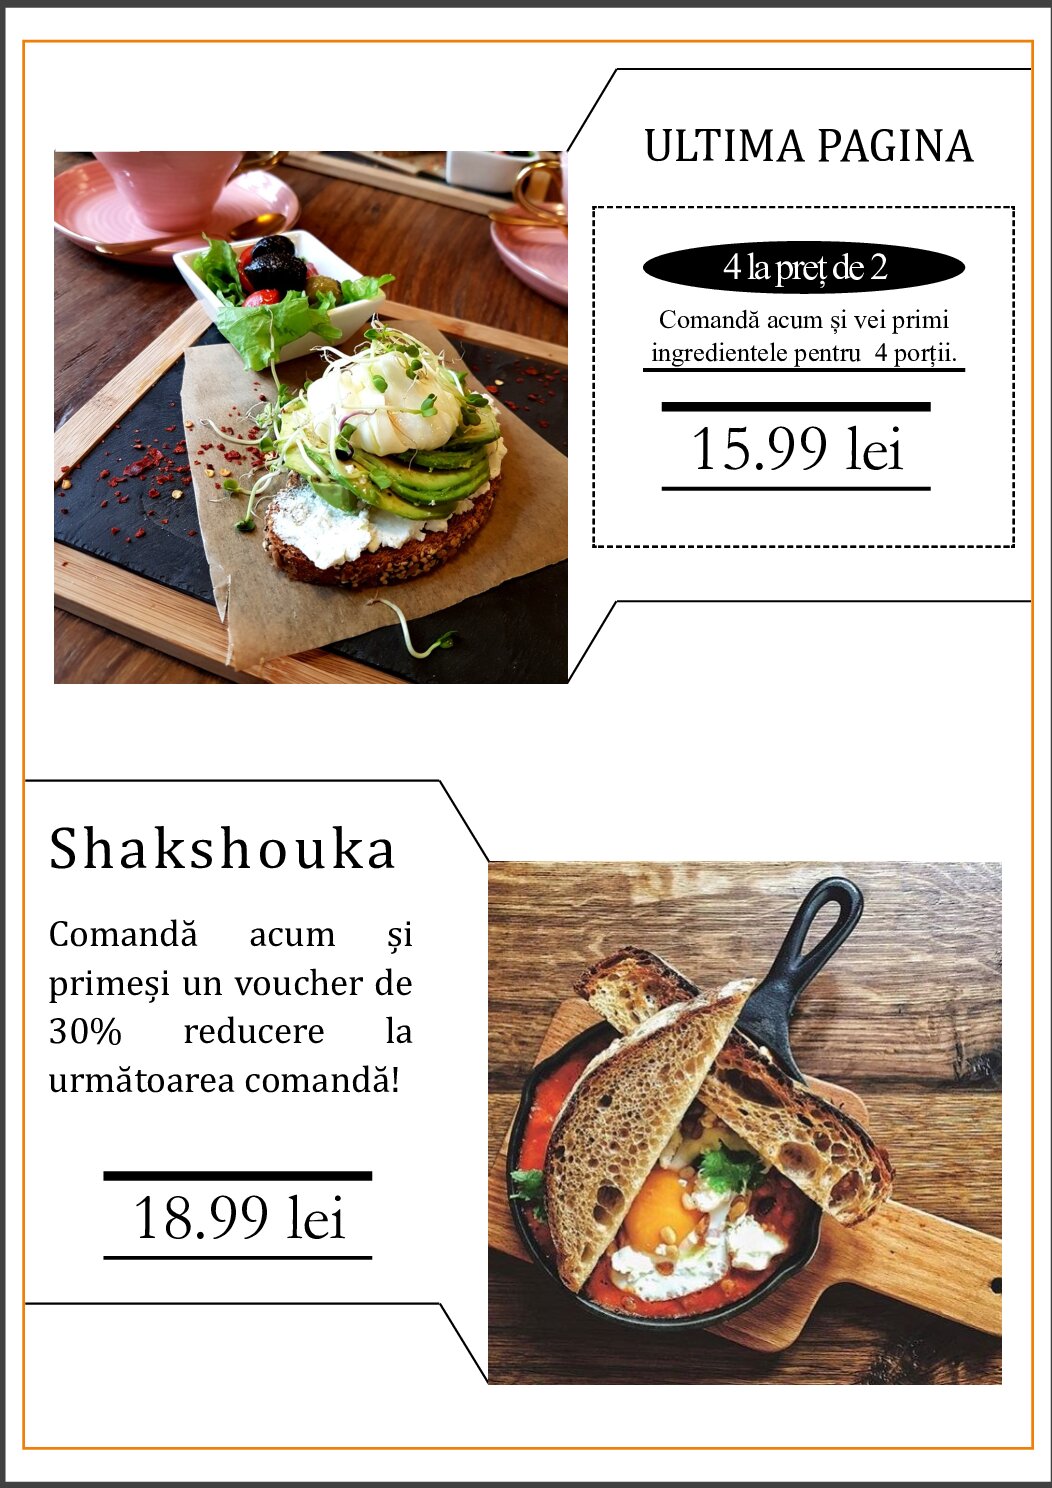 ULTIMA PAGINA
4 la preț de 2
Comandă acum și vei primi
ingredientele pentru 4 porții.
15.99 lei
Shakshouka
Comandă acum și
primeși un voucher de
30% reducere la
următoarea comandă!
18.99 lei